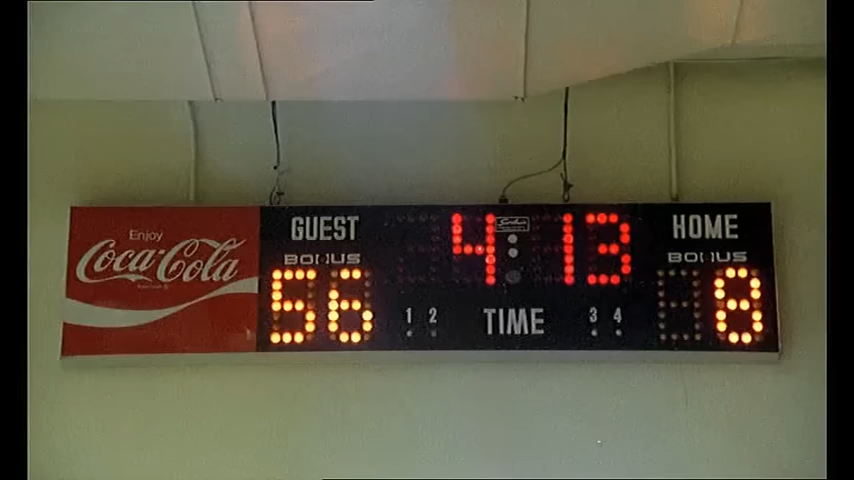 Enjoy
Coca-Cola
GUEST
BONUS
56
4:13
1 2
TIME
3 4
HOME
BONUS
8